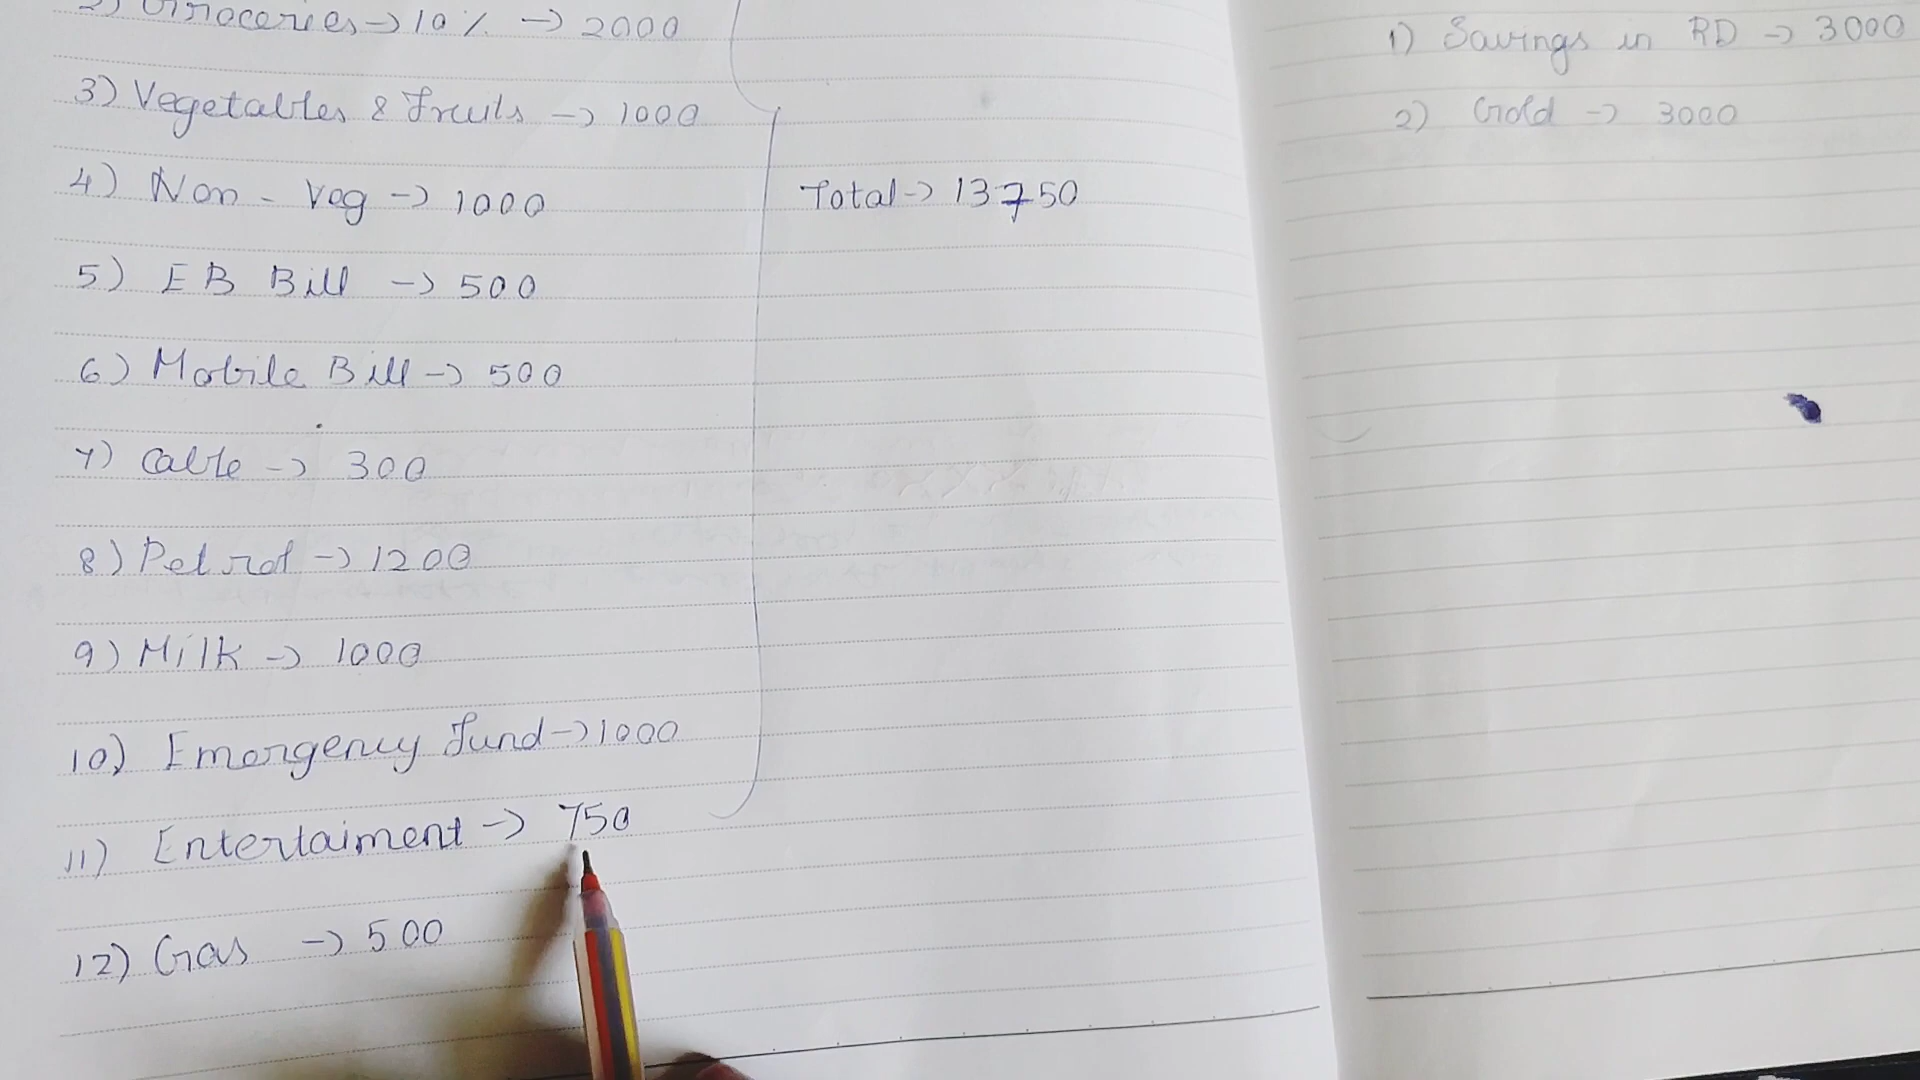 2) Groceries -> 10 % -> 2000
3) Vegetables & Fruits -> 1000
4) Non - Veg -> 1000
5) EB Bill -> 500
6) Mobile Bill -> 500
7) Cable -> 300
8) Petrol -> 1200
9) Milk -> 1000
10) Emergency Fund -> 1000
11) Entertaiment -> 750
12) Gas -> 500
Total -> 13750
1) Savings in RD -> 3000
2) Gold -> 3000